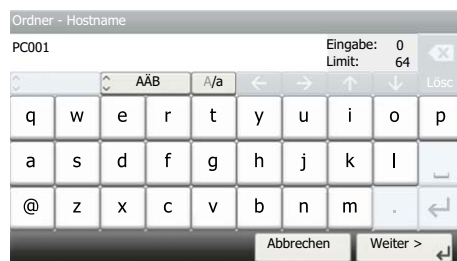 Ordner - Hostname
PC001
Eingabe: 0
Limit: 64
AÄB A/a Lösc
q w e r t y u i o p
a s d f g h j k l _
@ z x c v b n m .
Abbrechen Weiter >